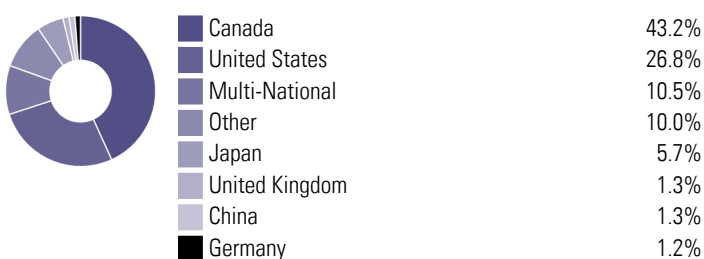 Canada 43.2%
United States 26.8%
Multi-National 10.5%
Other 10.0%
Japan 5.7%
United Kingdom 1.3%
China 1.3%
Germany 1.2%